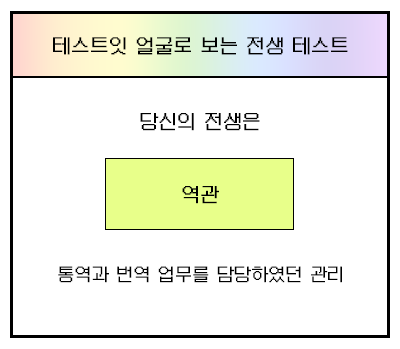 테스트잇 얼굴로 보는 전생 테스트
당신의 전생은
역관
통역과 번역 업무를 담당하였던 관리